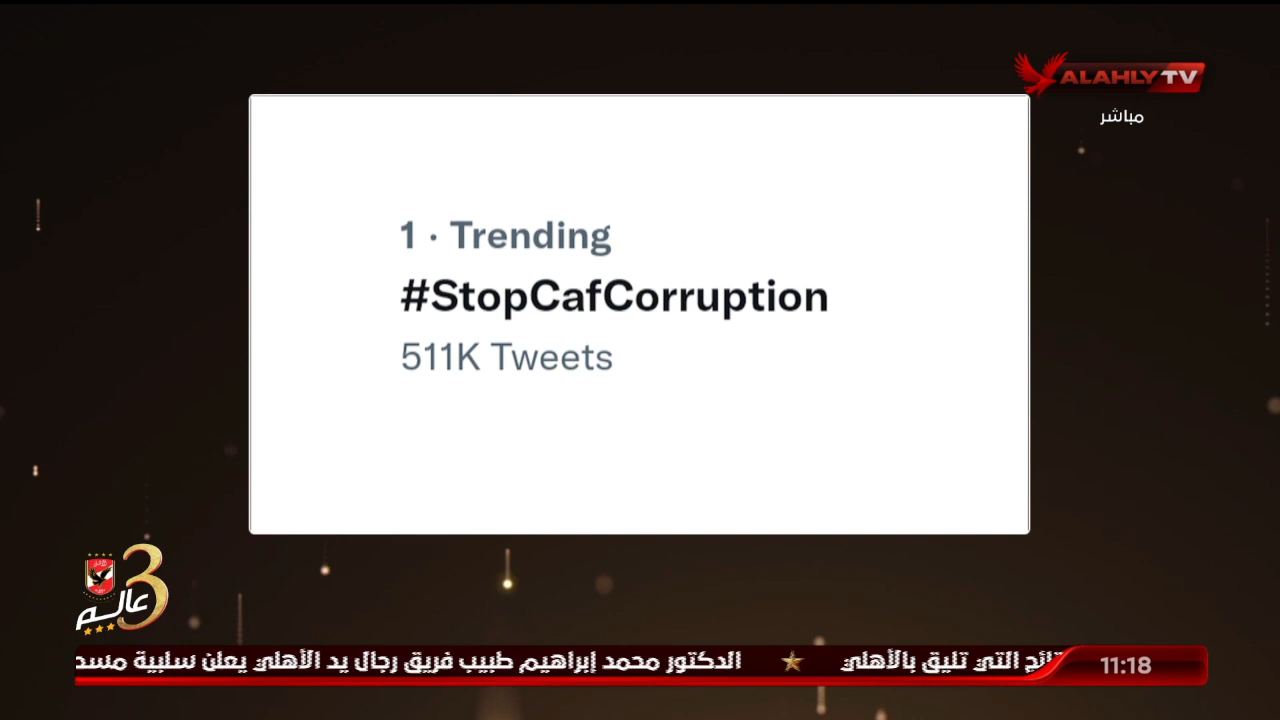 ALAHLY TV
مباشر
1 · Trending
#StopCafCorruption
511K Tweets
3 عالم
التي تليق بالأهلي ★ الدكتور محمد إبراهيم طبيب فريق رجال يد الأهلي يعلن سلبية
11:18